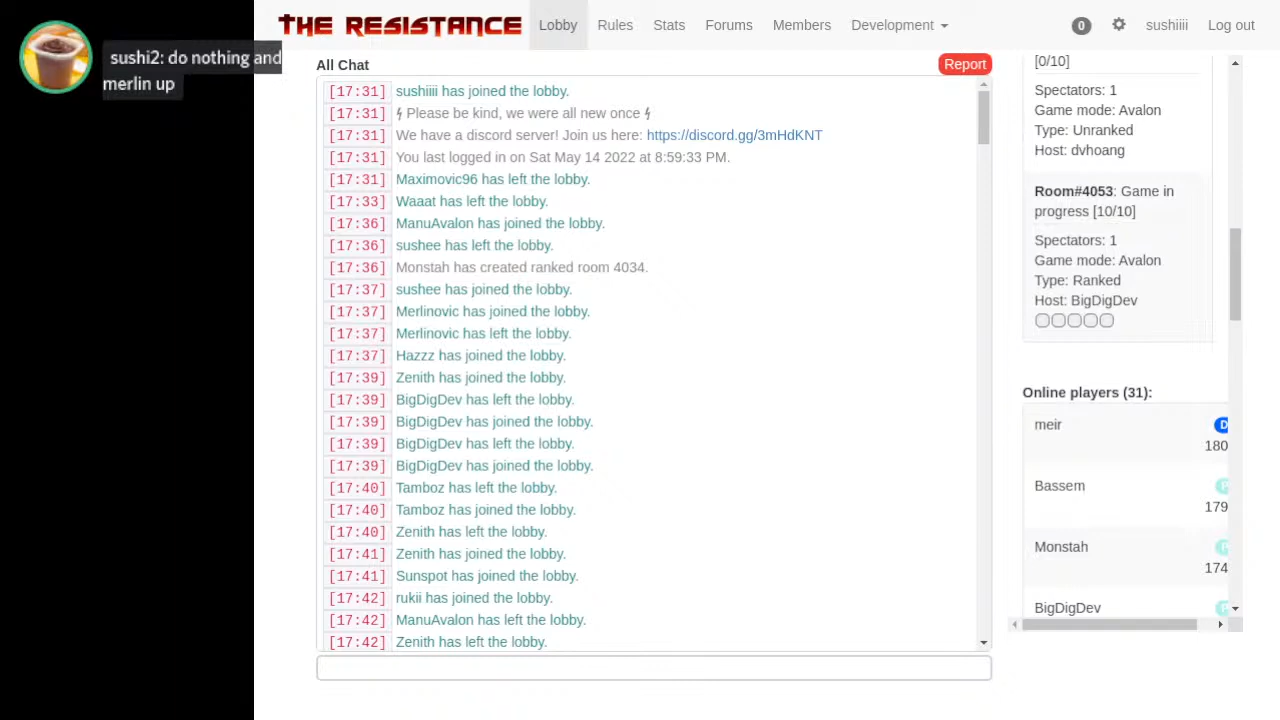 THE RESISTANCE
Lobby
Rules
Stats
Forums
Members
Development
0
sushiiii
Log out
sushi2: do nothing and
merlin up
All Chat
Report
[17:31] sushiiii has joined the lobby.
[17:31] Please be kind, we were all new once
[17:31] We have a discord server! Join us here: https://discord.gg/3mHdKNT
[17:31] You last logged in on Sat May 14 2022 at 8:59:33 PM.
[17:31] Maximovic96 has left the lobby.
[17:33] Waaat has left the lobby.
[17:36] ManuAvalon has joined the lobby.
[17:36] sushee has left the lobby.
[17:36] Monstah has created ranked room 4034.
[17:37] sushee has joined the lobby.
[17:37] Merlinovic has joined the lobby.
[17:37] Merlinovic has left the lobby.
[17:37] Hazzz has joined the lobby.
[17:39] Zenith has joined the lobby.
[17:39] BigDigDev has left the lobby.
[17:39] BigDigDev has joined the lobby.
[17:39] BigDigDev has left the lobby.
[17:39] BigDigDev has joined the lobby.
[17:40] Tamboz has left the lobby.
[17:40] Tamboz has joined the lobby.
[17:40] Zenith has left the lobby.
[17:41] Zenith has joined the lobby.
[17:41] Sunspot has joined the lobby.
[17:42] rukii has joined the lobby.
[17:42] ManuAvalon has left the lobby.
[17:42] Zenith has left the lobby.
[0/10]
Spectators: 1
Game mode: Avalon
Type: Unranked
Host: dvhoang
Room#4053: Game in
progress [10/10]
Spectators: 1
Game mode: Avalon
Type: Ranked
Host: BigDigDev
Online players (31):
meir
D
180
Bassem
P
179
Monstah
P
174
BigDigDev
P